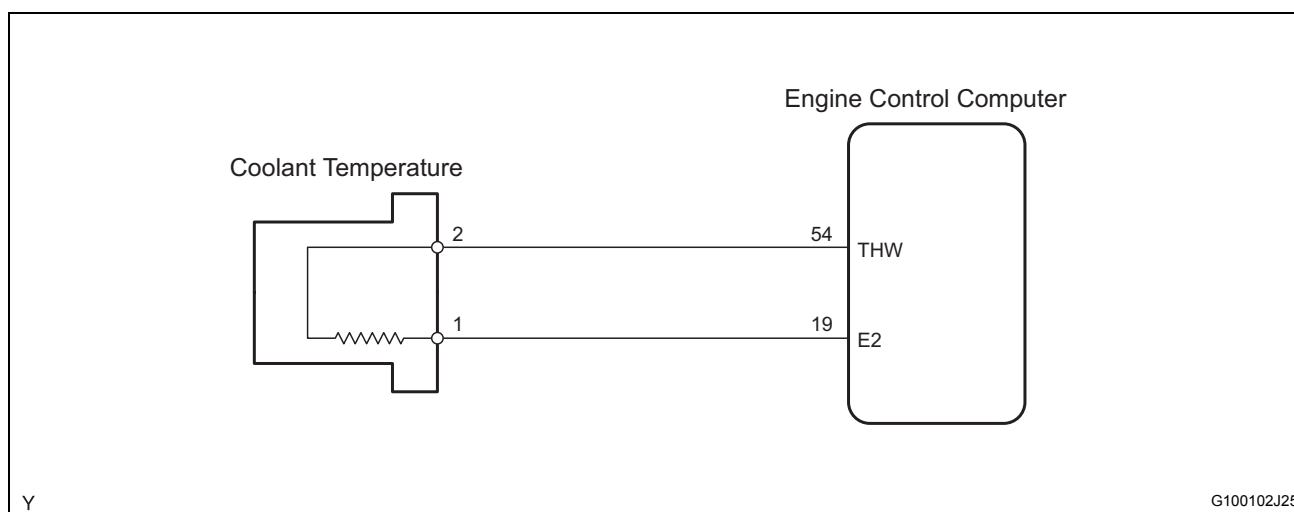 Engine Control Computer
Coolant Temperature
2
54
THW
1
19
E2
Y
G100102J25